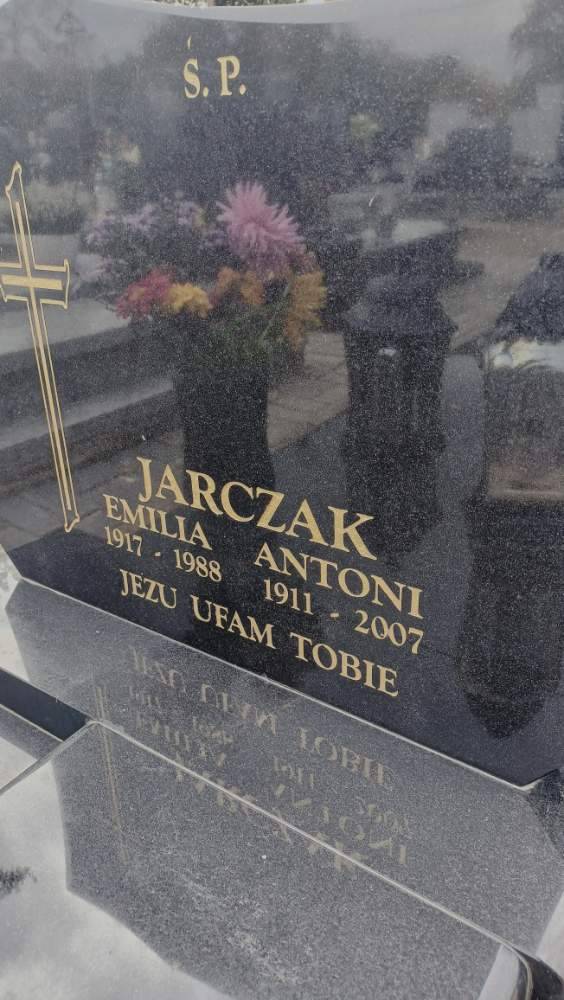 Ś. P.
JARCZAK
EMILIA ANTONI
1917 - 1988 1911 - 2007
JEZU UFAM TOBIE